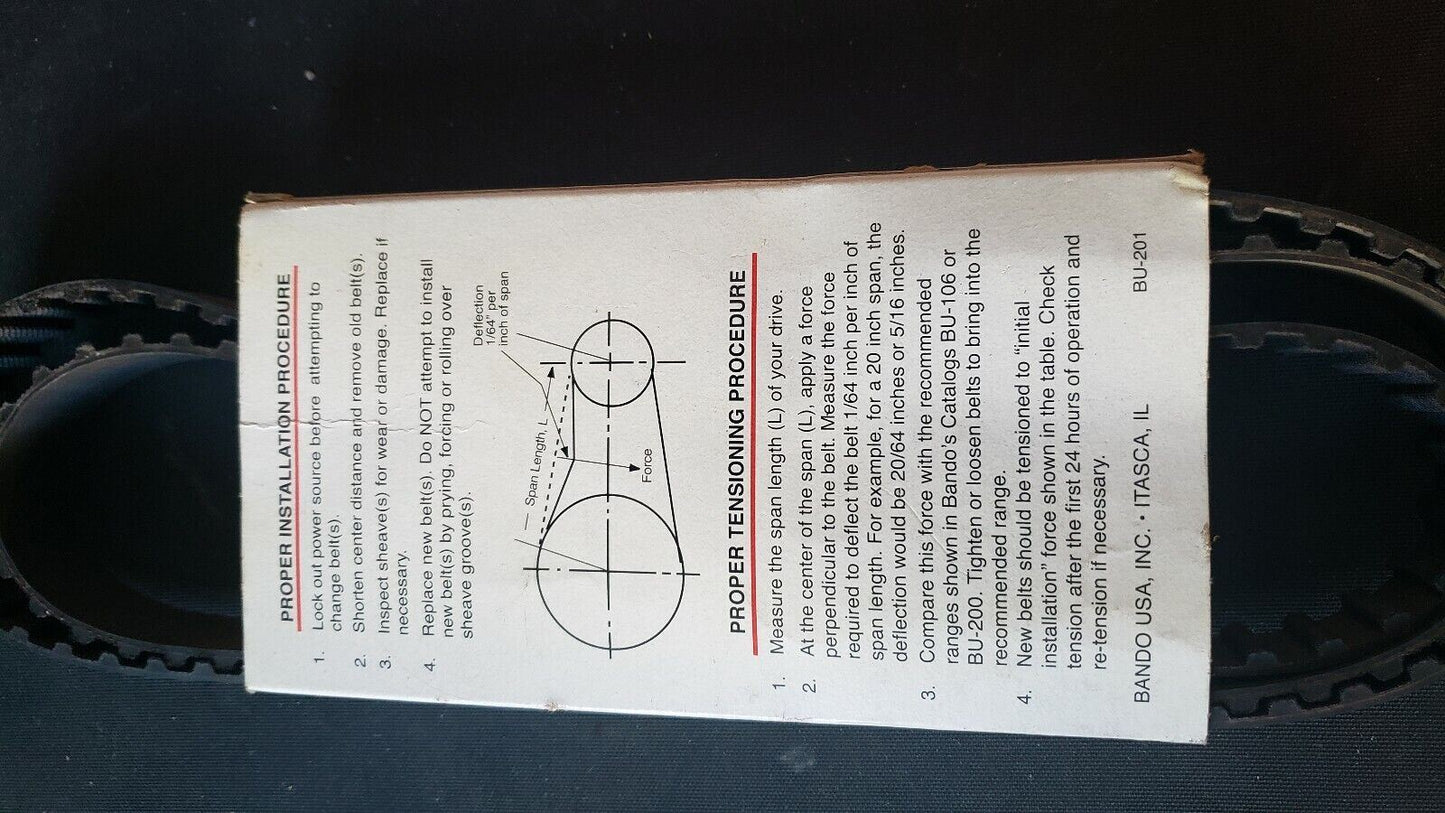 PROPER INSTALLATION PROCEDURE
1. Lock out power source before attempting to
change belt(s).
2. Shorten center distance and remove old belt(s).
3. Inspect sheave(s) for wear or damage. Replace if
necessary.
4. Replace new belt(s). Do NOT attempt to install
new belt(s) by prying, forcing or rolling over
sheave groove(s).
Deflection
1/64" per
inch of span
Span Length, L
Force
PROPER TENSIONING PROCEDURE
1. Measure the span length (L) of your drive.
2. At the center of the span (L), apply a force
perpendicular to the belt. Measure the force
required to deflect the belt 1/64 inch per inch of
span length. For example, for a 20 inch span, the
deflection would be 20/64 inches or 5/16 inches.
3. Compare this force with the recommended
ranges shown in Bando's Catalogs BU-106 or
BU-200. Tighten or loosen belts to bring into the
recommended range.
4. New belts should be tensioned to "initial
installation" force shown in the table. Check
tension after the first 24 hours of operation and
re-tension if necessary.
BANDO USA, INC. • ITASCA, IL BU-201